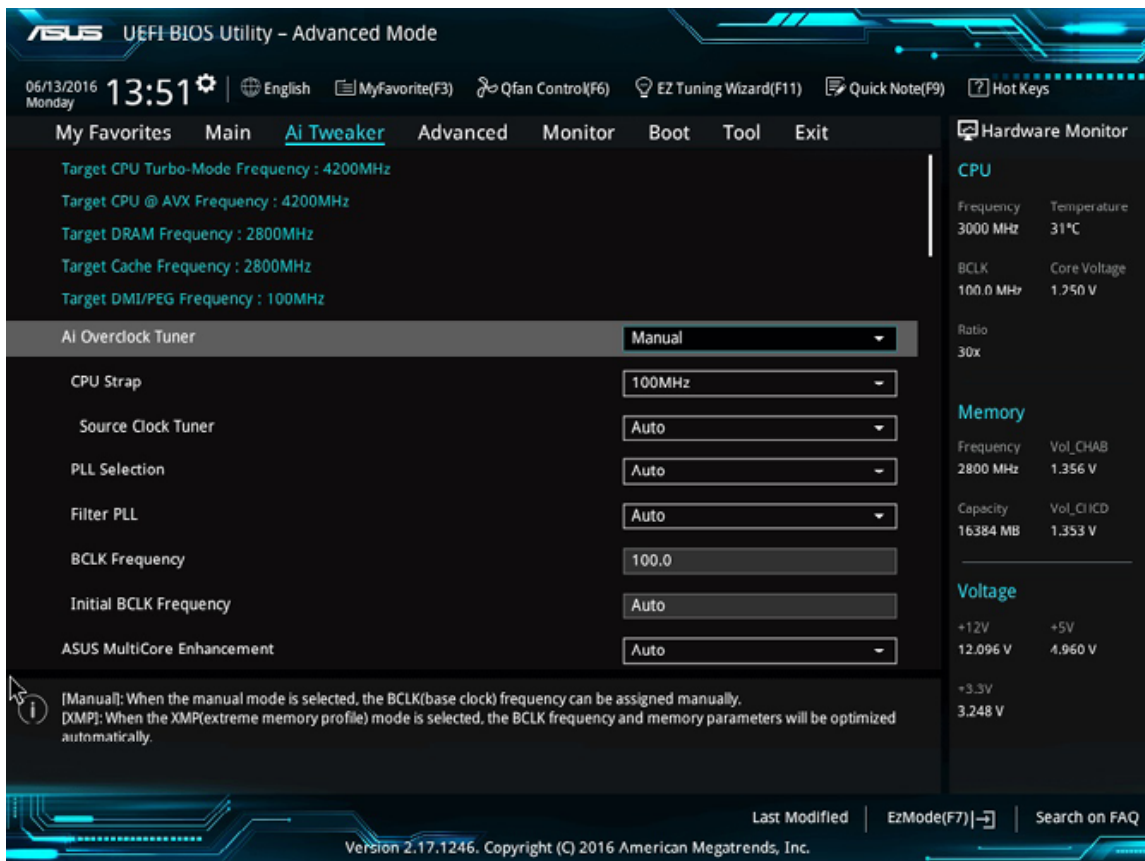 ASUS UEFI BIOS Utility – Advanced Mode
06/13/2016
Monday
13:51
English
MyFavorite(F3)
Qfan Control(F6)
EZ Tuning Wizard(F11)
Quick Note(F9)
? Hot Keys
My Favorites Main Ai Tweaker Advanced Monitor Boot Tool Exit
Target CPU Turbo-Mode Frequency : 4200MHz
Target CPU @ AVX Frequency : 4200MHz
Target DRAM Frequency : 2800MHz
Target Cache Frequency : 2800MHz
Target DMI/PEG Frequency : 100MHz
Ai Overclock Tuner Manual
CPU Strap 100MHz
Source Clock Tuner Auto
PLL Selection Auto
Filter PLL Auto
BCLK Frequency 100.0
Initial BCLK Frequency Auto
ASUS MultiCore Enhancement Auto
[Manual]: When the manual mode is selected, the BCLK(base clock) frequency can be assigned manually.
[XMP]: When the XMP(extreme memory profile) mode is selected, the BCLK frequency and memory parameters will be optimized
automatically.
Hardware Monitor
CPU
Frequency Temperature
3000 MHz 31°C
BCLK Core Voltage
100.0 MHz 1.250 V
Ratio
30x
Memory
Frequency Vol_CHAB
2800 MHz 1.356 V
Capacity Vol_CHCD
16384 MB 1.353 V
Voltage
+12V +5V
12.096 V 4.960 V
+3.3V
3.248 V
Last Modified
EzMode(F7)
Search on FAQ
Version 2.17.1246. Copyright (C) 2016 American Megatrends, Inc.